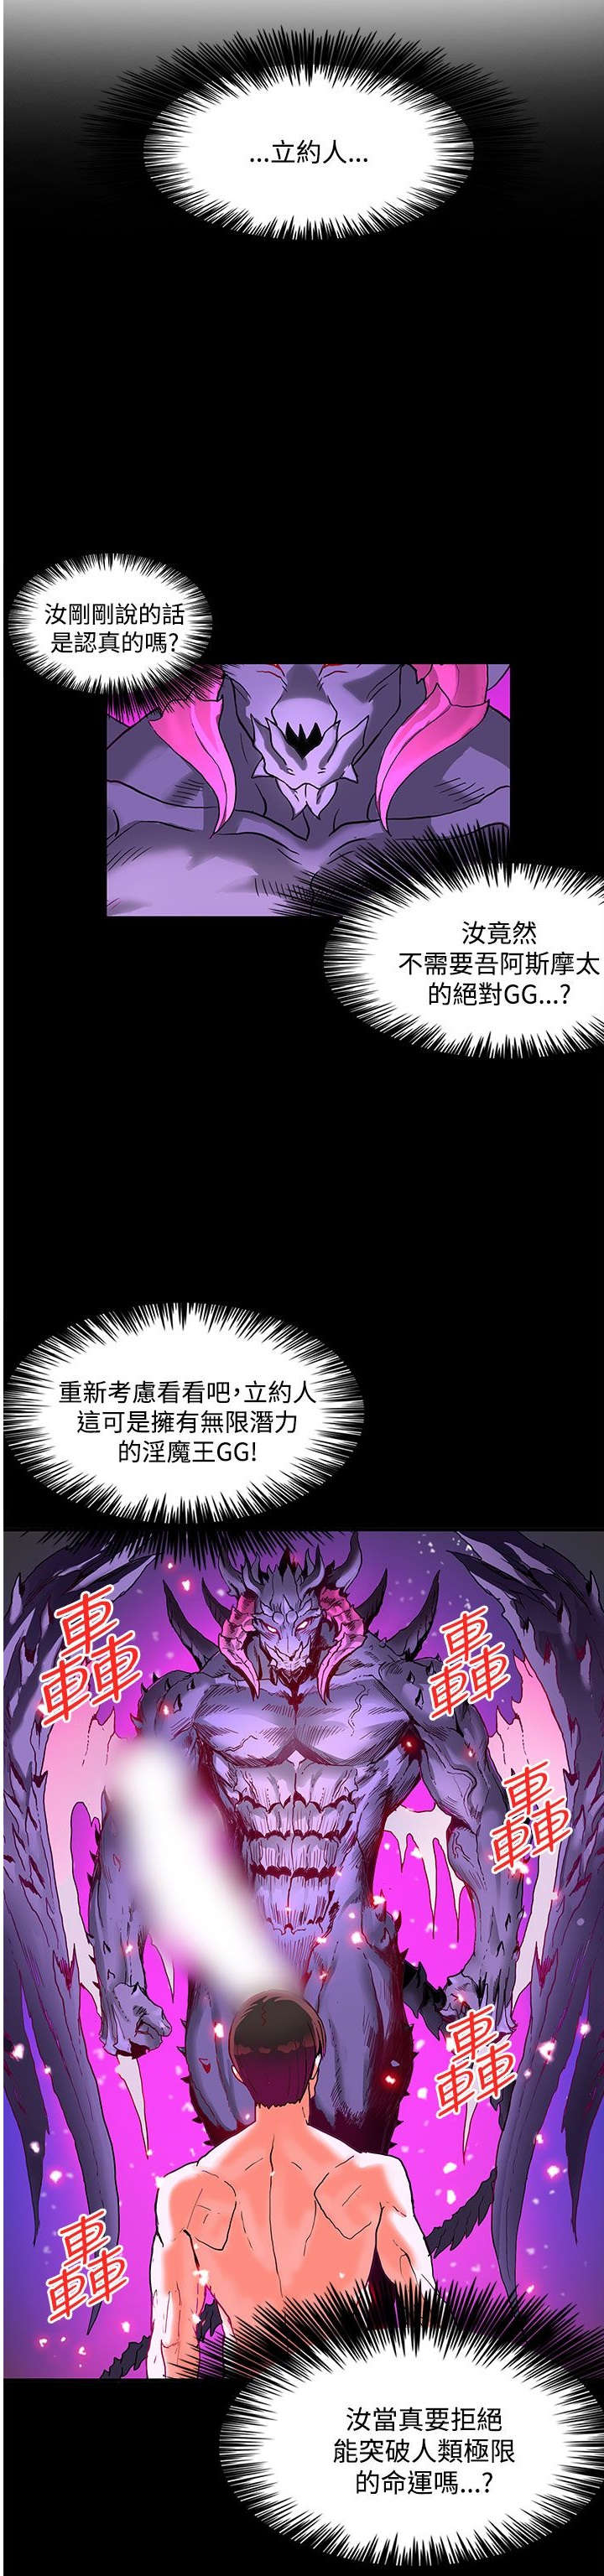 ...立約人...
汝剛剛說的話
是認真的嗎?
汝竟然
不需要吾阿斯摩太
的絕對GG...?
重新考慮看看吧,立約人
這可是擁有無限潛力
的淫魔王GG!
轟
轟
轟
轟
轟
汝當真要拒絕
能突破人類極限
的命運嗎...?